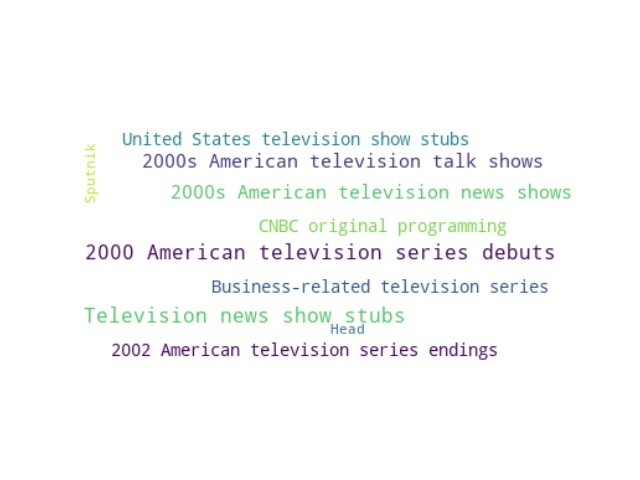 United States television show stubs
Sputnik
2000s American television talk shows
2000s American television news shows
CNBC original programming
2000 American television series debuts
Business-related television series
Television news show stubs
Head
2002 American television series endings